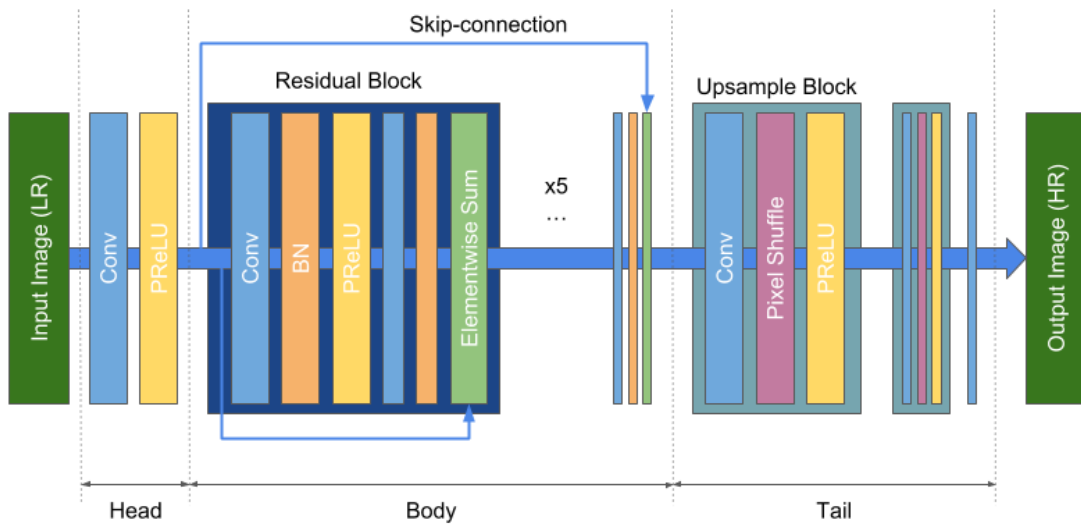 Skip-connection
Residual Block
Upsample Block
Input Image (LR)
Conv
PReLU
Conv
BN
PReLU
Elementwise Sum
x5
...
Conv
Pixel Shuffle
PReLU
Output Image (HR)
Head
Body
Tail